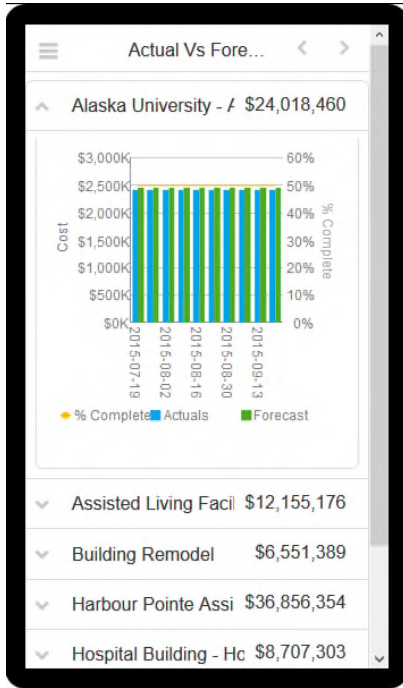 Actual Vs Fore...
Alaska University - A $24,018,460
$3,000K 60%
$2,500K 50%
$2,000K 40%
$1,500K 30%
$1,000K 20%
$500K 10%
$0K 0%
Cost
% Complete
2015-07-19
2015-08-02
2015-08-16
2015-08-30
2015-09-13
% Complete Actuals Forecast
Assisted Living Facil $12,155,176
Building Remodel $6,551,389
Harbour Pointe Assi $36,856,354
Hospital Building - Ho $8,707,303